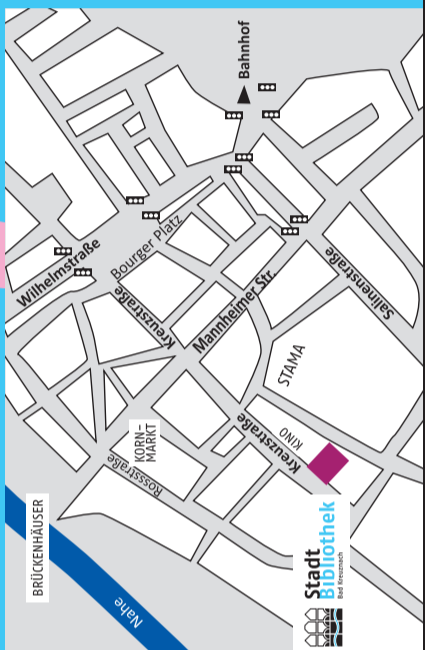 Bahnhof
Wilhelmstraße
Bourger Platz
Kreuzstraße
Mannheimer Str.
Salinenstraße
STAMA
KORN-
MARKT
Rossstraße
Kreuzstraße
KINO
BRÜCKENHÄUSER
Nahe
Stadt
Bibliothek
Bad Kreuznach